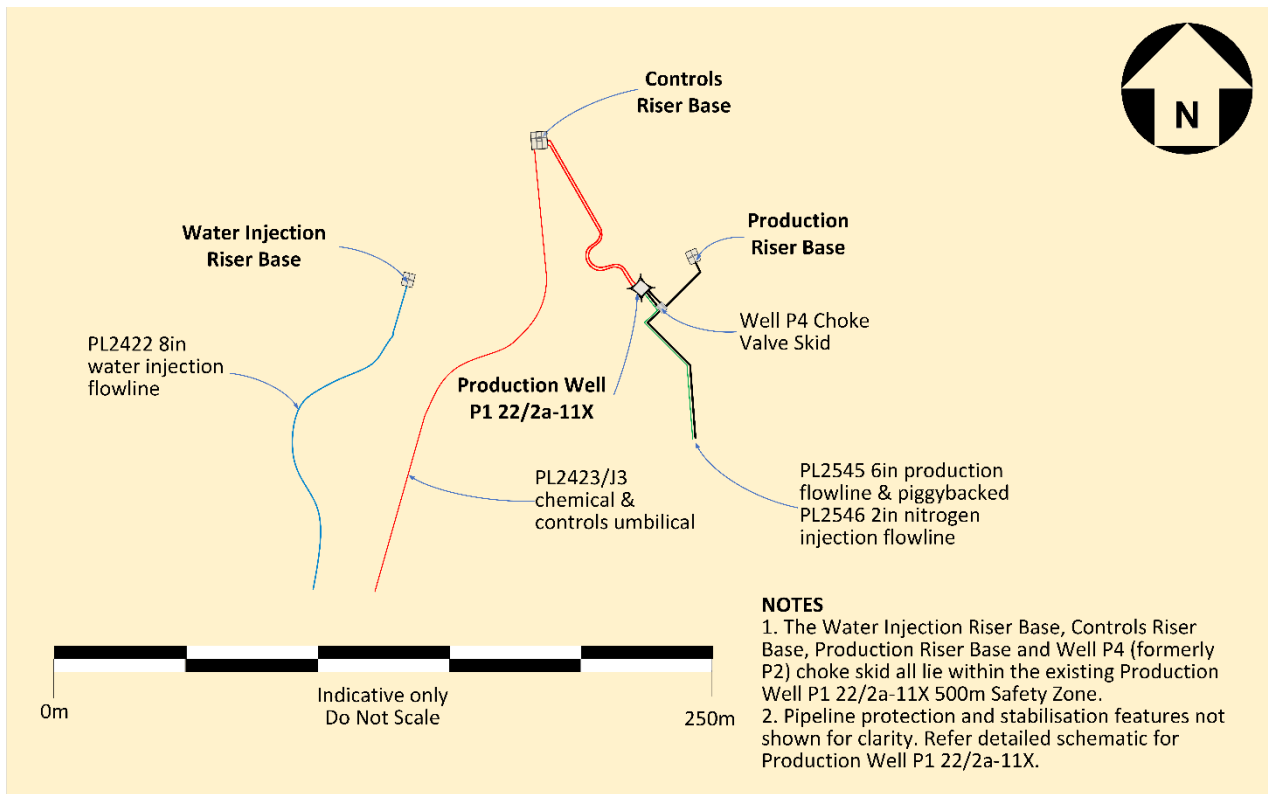 Controls
Riser Base
N
Water Injection
Riser Base
Production
Riser Base
PL2422 8in
water injection
flowline
Well P4 Choke
Valve Skid
Production Well
P1 22/2a-11X
PL2423/J3
chemical &
controls umbilical
PL2545 6in production
flowline & piggybacked
PL2546 2in nitrogen
injection flowline
NOTES
1. The Water Injection Riser Base, Controls Riser
Base, Production Riser Base and Well P4 (formerly
P2) choke skid all lie within the existing Production
Well P1 22/2a-11X 500m Safety Zone.
2. Pipeline protection and stabilisation features not
shown for clarity. Refer detailed schematic for
Production Well P1 22/2a-11X.
Indicative only
Do Not Scale
0m
250m